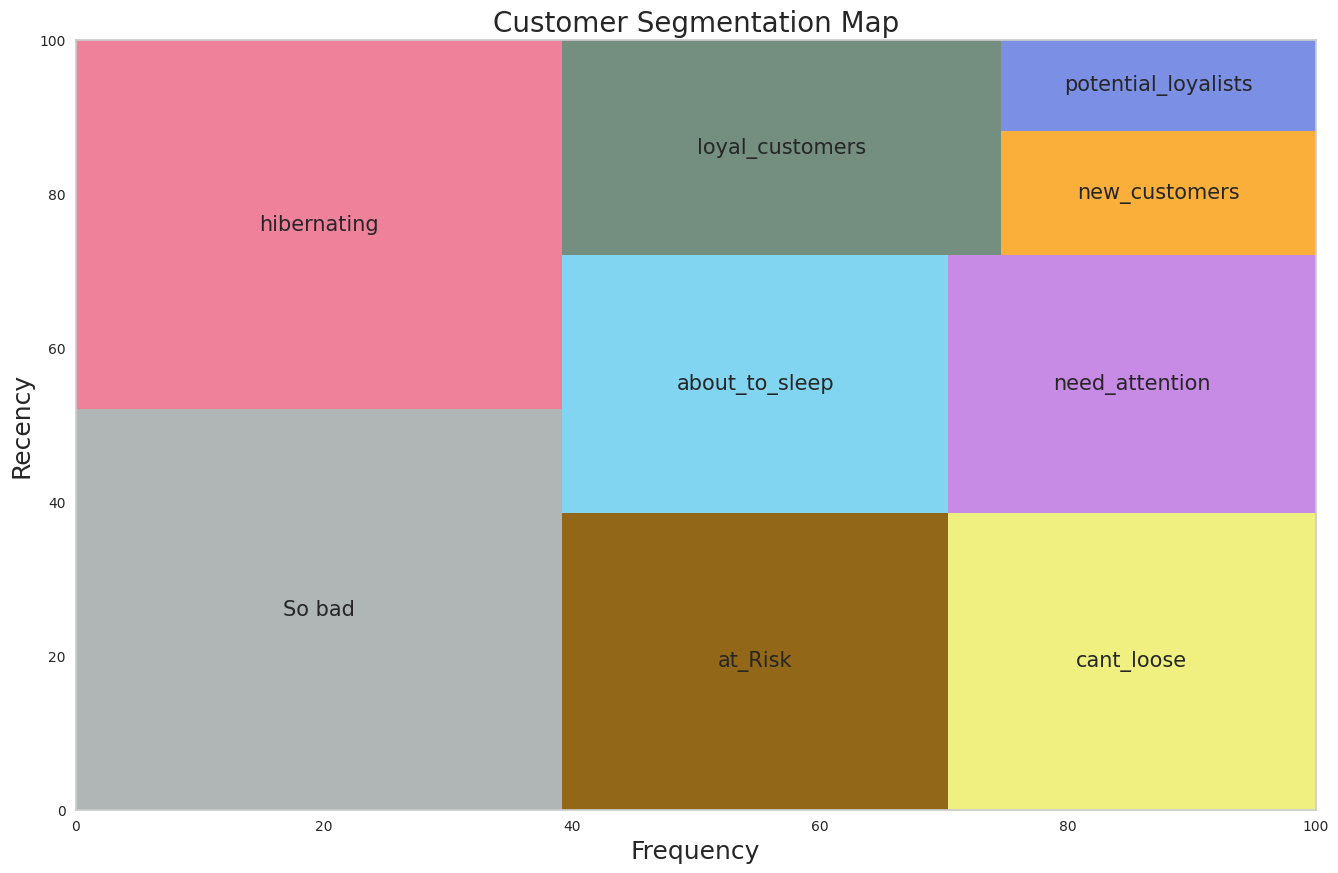 Customer Segmentation Map
100
80
60
40
20
0
Recency
hibernating
So bad
loyal_customers
potential_loyalists
new_customers
about_to_sleep
need_attention
at_Risk
cant_loose
0 20 40 60 80 100
Frequency